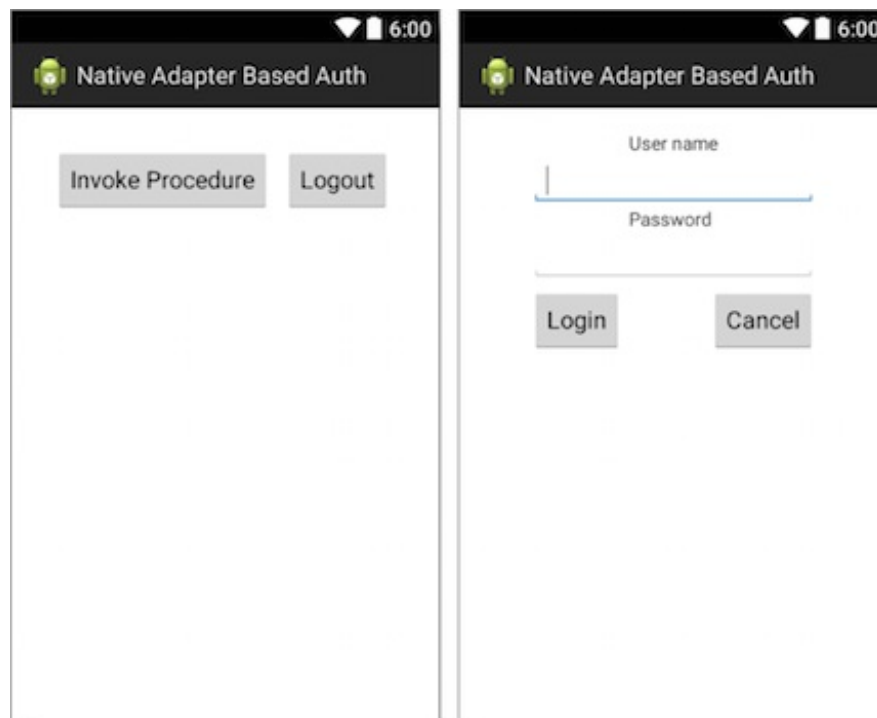 6:00
Native Adapter Based Auth
Invoke Procedure
Logout
6:00
Native Adapter Based Auth
User name
Password
Login
Cancel